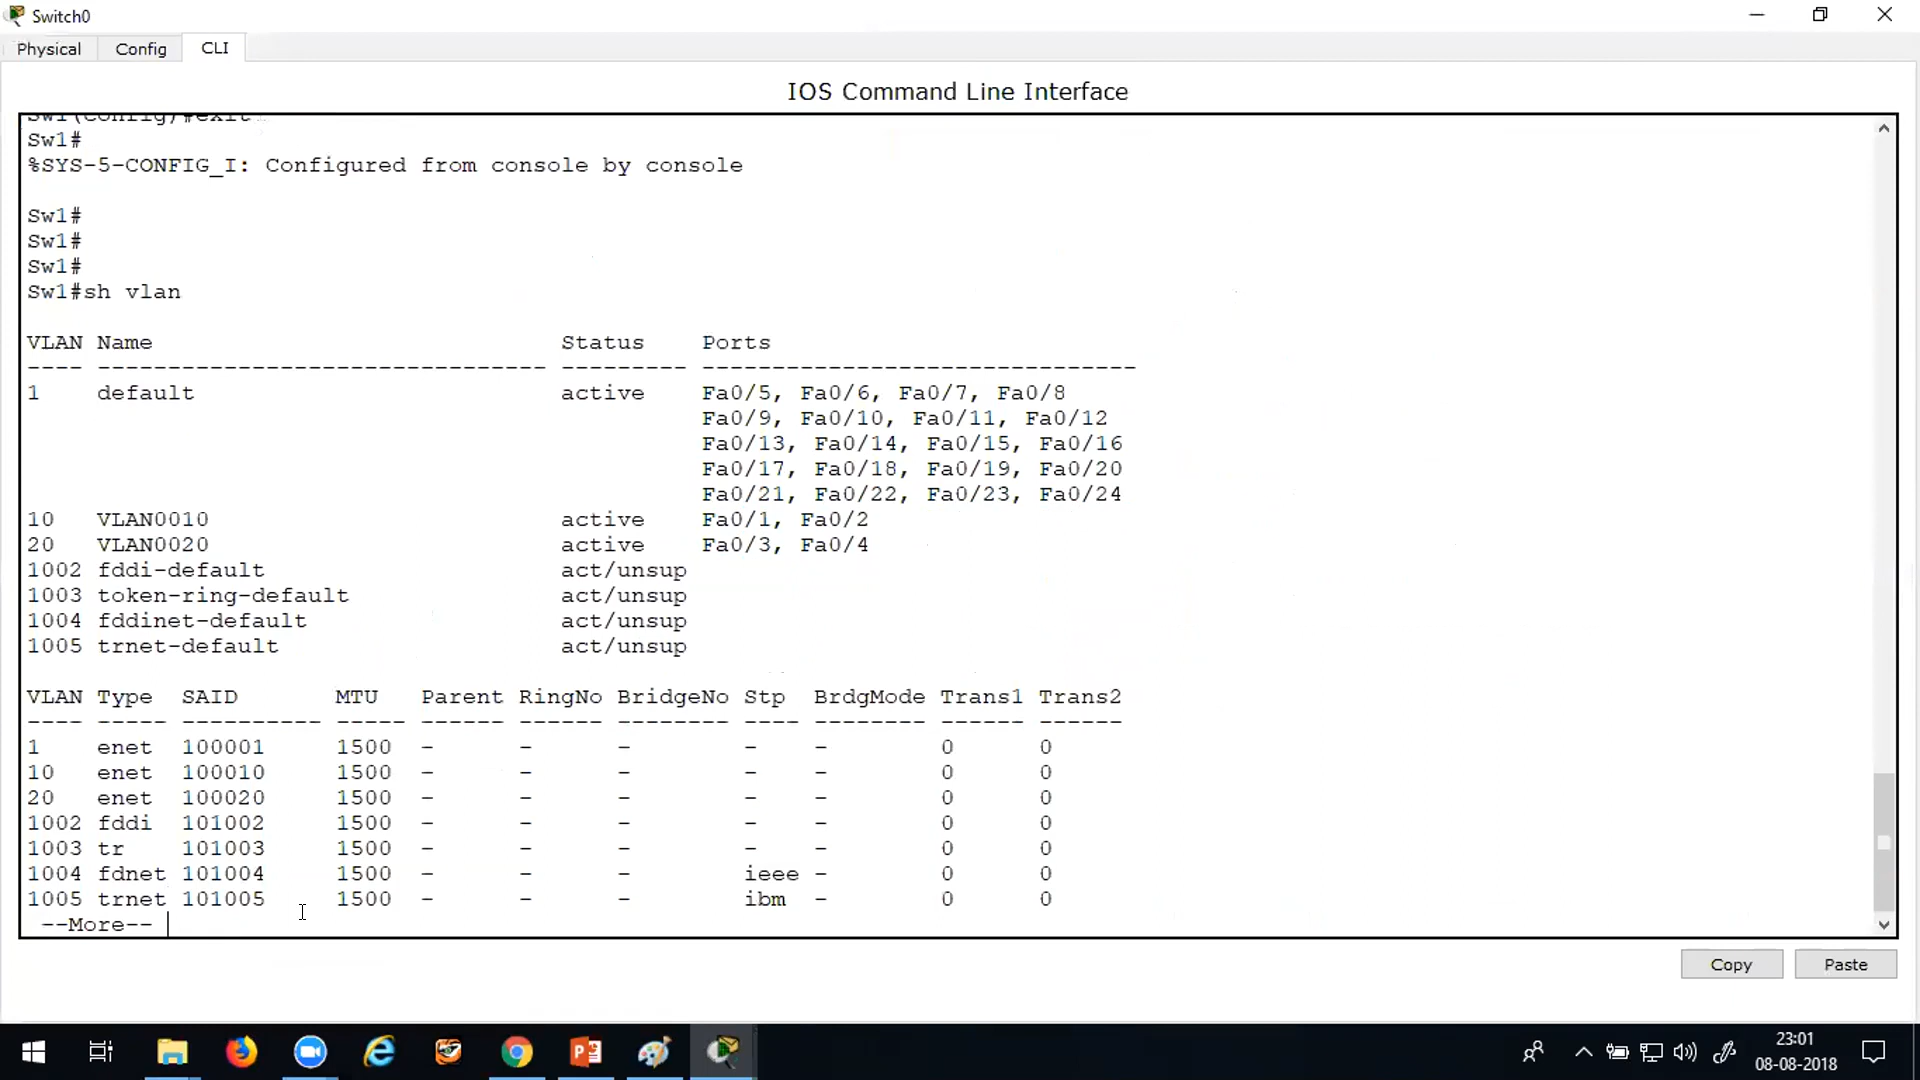 Switch0
Physical Config CLI
IOS Command Line Interface
Sw1(config)#exit
Sw1#
%SYS-5-CONFIG_I: Configured from console by console
Sw1#
Sw1#
Sw1#
Sw1#sh vlan
VLAN Name Status Ports
---- -------------------------------- --------- -------------------------------
1 default active Fa0/5, Fa0/6, Fa0/7, Fa0/8
Fa0/9, Fa0/10, Fa0/11, Fa0/12
Fa0/13, Fa0/14, Fa0/15, Fa0/16
Fa0/17, Fa0/18, Fa0/19, Fa0/20
Fa0/21, Fa0/22, Fa0/23, Fa0/24
10 VLAN0010 active Fa0/1, Fa0/2
20 VLAN0020 active Fa0/3, Fa0/4
1002 fddi-default act/unsup
1003 token-ring-default act/unsup
1004 fddinet-default act/unsup
1005 trnet-default act/unsup
VLAN Type SAID MTU Parent RingNo BridgeNo Stp BrdgMode Trans1 Trans2
---- ----- ---------- ----- ------ ------ -------- ---- -------- ------ ------
1 enet 100001 1500 - - - - - 0 0
10 enet 100010 1500 - - - - - 0 0
20 enet 100020 1500 - - - - - 0 0
1002 fddi 101002 1500 - - - - - 0 0
1003 tr 101003 1500 - - - - - 0 0
1004 fdnet 101004 1500 - - - ieee - 0 0
1005 trnet 101005 1500 - - - ibm - 0 0
--More--
Copy Paste
23:01
08-08-2018